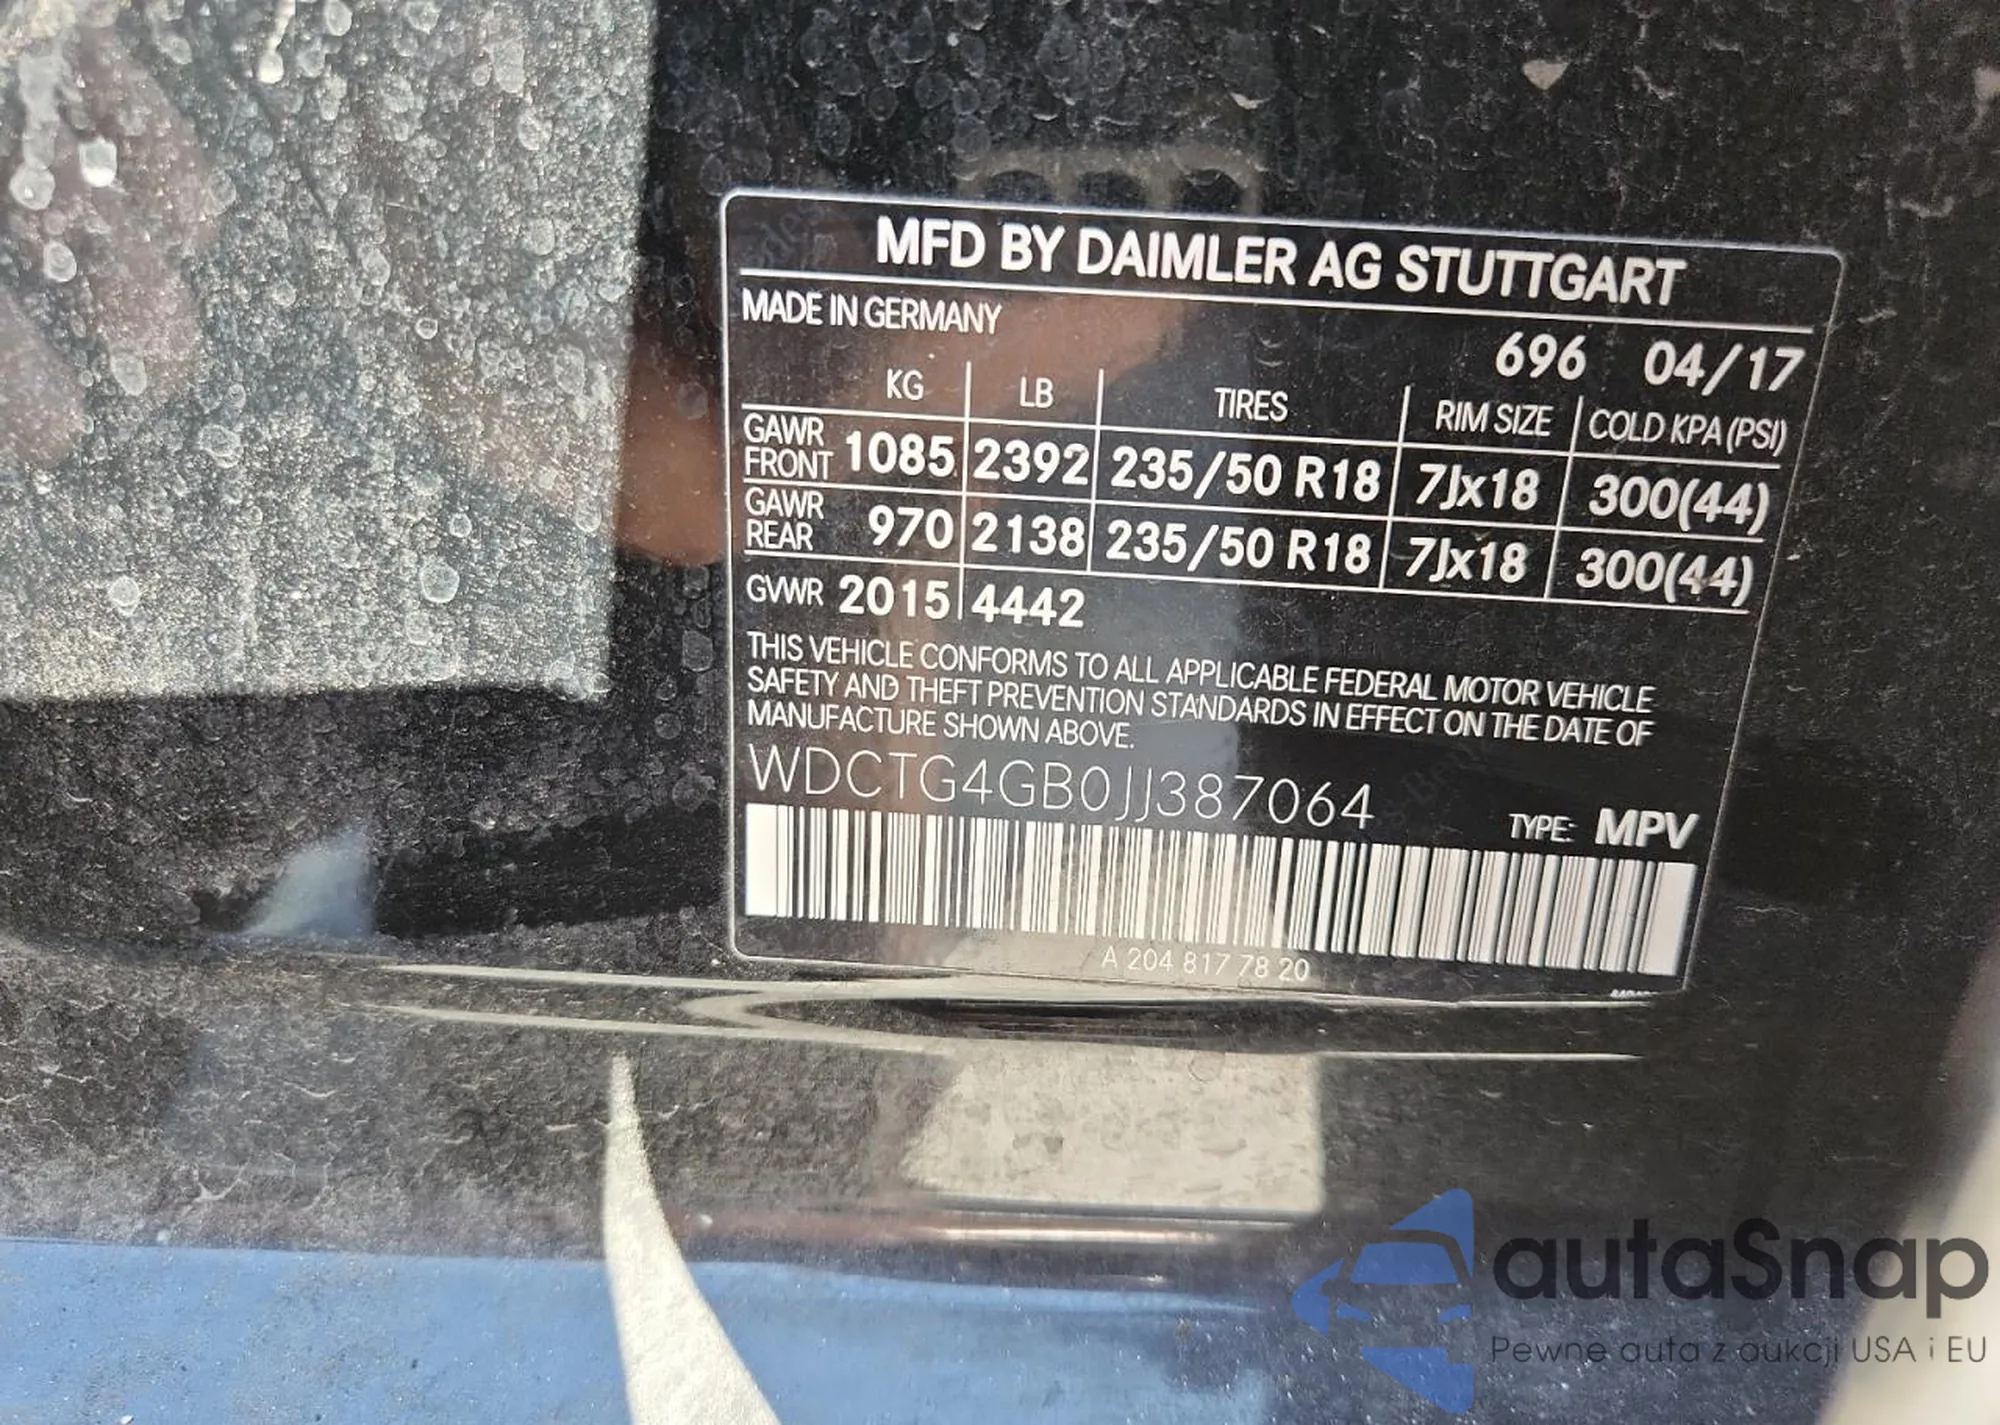 MFD BY DAIMLER AG STUTTGART
MADE IN GERMANY
696 04/17
KG LB TIRES RIM SIZE COLD KPA (PSI)
GAWR FRONT 1085 2392 235/50 R18 7Jx18 300(44)
GAWR REAR 970 2138 235/50 R18 7Jx18 300(44)
GVWR 2015 4442
THIS VEHICLE CONFORMS TO ALL APPLICABLE FEDERAL MOTOR VEHICLE
SAFETY AND THEFT PREVENTION STANDARDS IN EFFECT ON THE DATE OF
MANUFACTURE SHOWN ABOVE.
WDCTG4GB0JJ387064
TYPE: MPV
A 204 817 78 20
autaSnap
Pewne auta z aukcji USA i EU